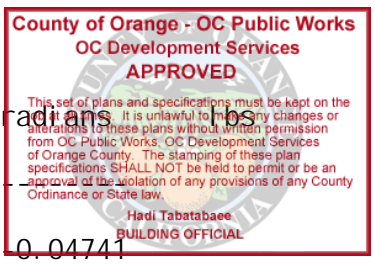 County of Orange - OC Public Works
OC Development Services
APPROVED
This set of plans and specifications must be kept on the
radians
job at all times. It is unlawful to make any changes or
alterations to these plans without written permission
from OC Public Works, OC Development Services
of Orange County. The stamping of these plan
specifications SHALL NOT be held to permit or be an
approval of the violation of any provisions of any County
Ordinance or State law.
Hadi Tabatabaee
BUILDING OFFICIAL
-0.04741